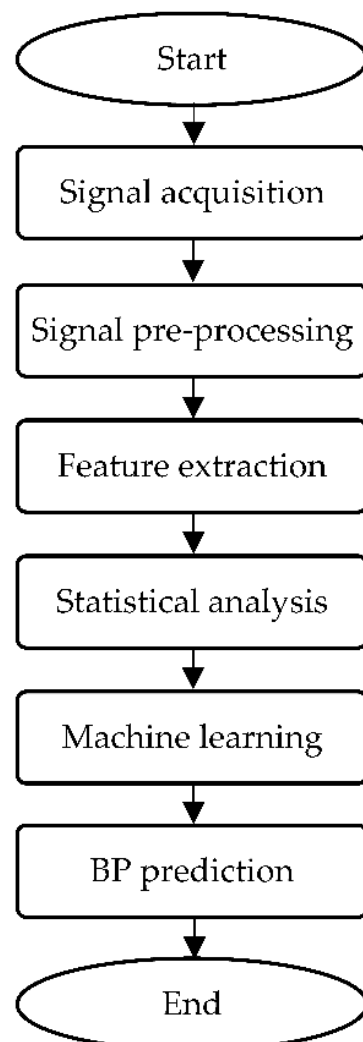 Start
Signal acquisition
Signal pre-processing
Feature extraction
Statistical analysis
Machine learning
BP prediction
End